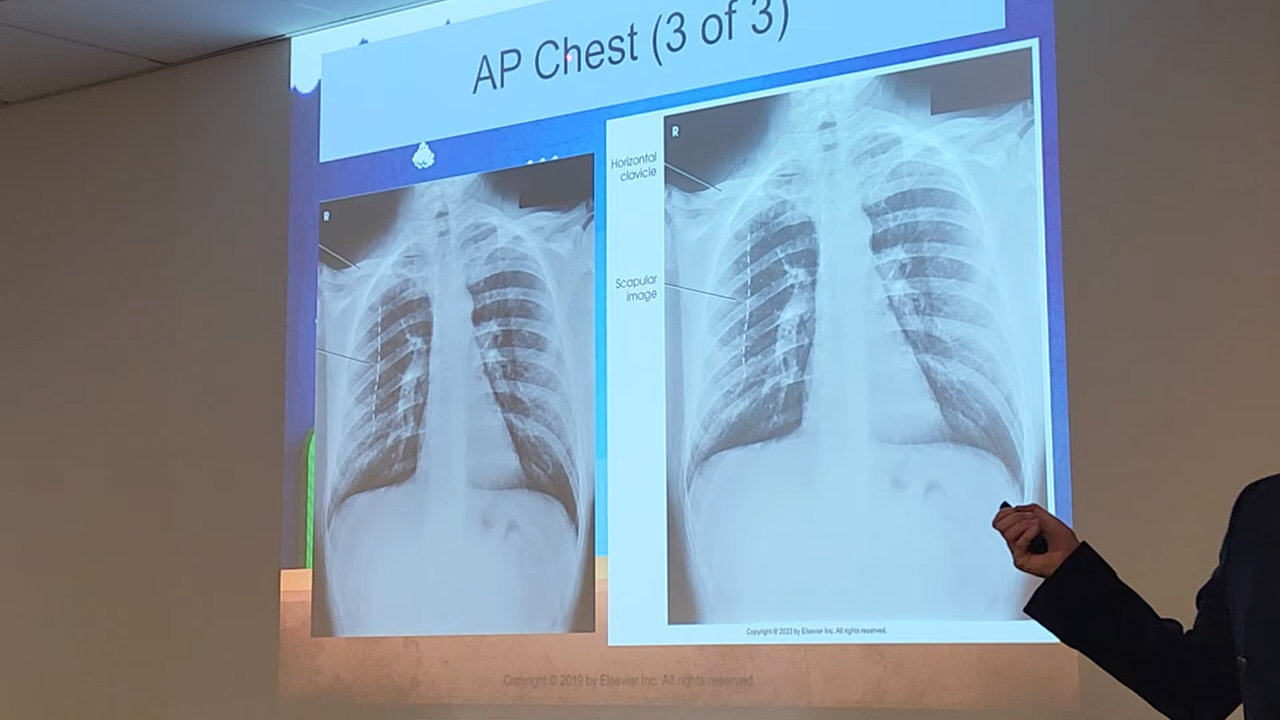 AP Chest (3 of 3)
R
R
Horizontal
clavicle
Scapular
image
Copyright © 2023 by Elsevier Inc. All rights reserved.
Copyright © 2019 by Elsevier Inc. All rights reserved.